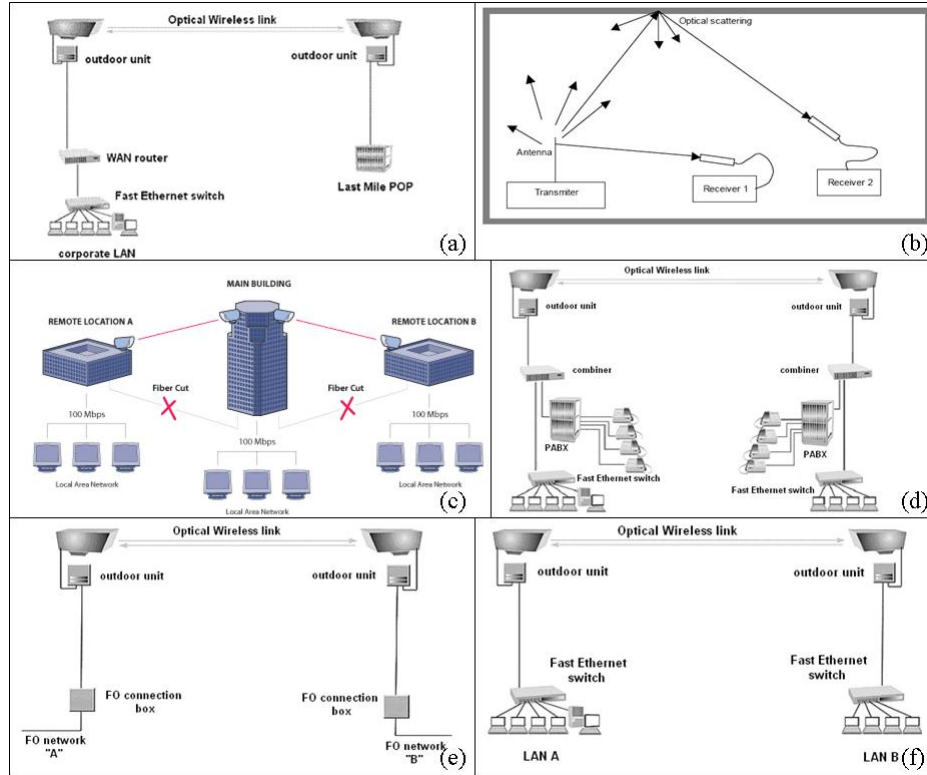 Optical Wireless link
outdoor unit
outdoor unit
WAN router
Last Mile POP
Fast Ethernet switch
corporate LAN
(a)
Optical scattering
Antenna
Transmiter
Receiver 1
Receiver 2
(b)
MAIN BUILDING
REMOTE LOCATION A
REMOTE LOCATION B
Fiber Cut
Fiber Cut
100 Mbps
100 Mbps
100 Mbps
Local Area Network
Local Area Network
Local Area Network
(c)
Optical Wireless link
outdoor unit
outdoor unit
combiner
combiner
PABX
PABX
Fast Ethernet switch
Fast Ethernet switch
(d)
Optical Wireless link
outdoor unit
outdoor unit
FO connection
box
FO connection
box
FO network
"A"
FO network
"B"
(e)
Optical Wireless link
outdoor unit
outdoor unit
Fast Ethernet
switch
Fast Ethernet
switch
LAN A
LAN B
(f)